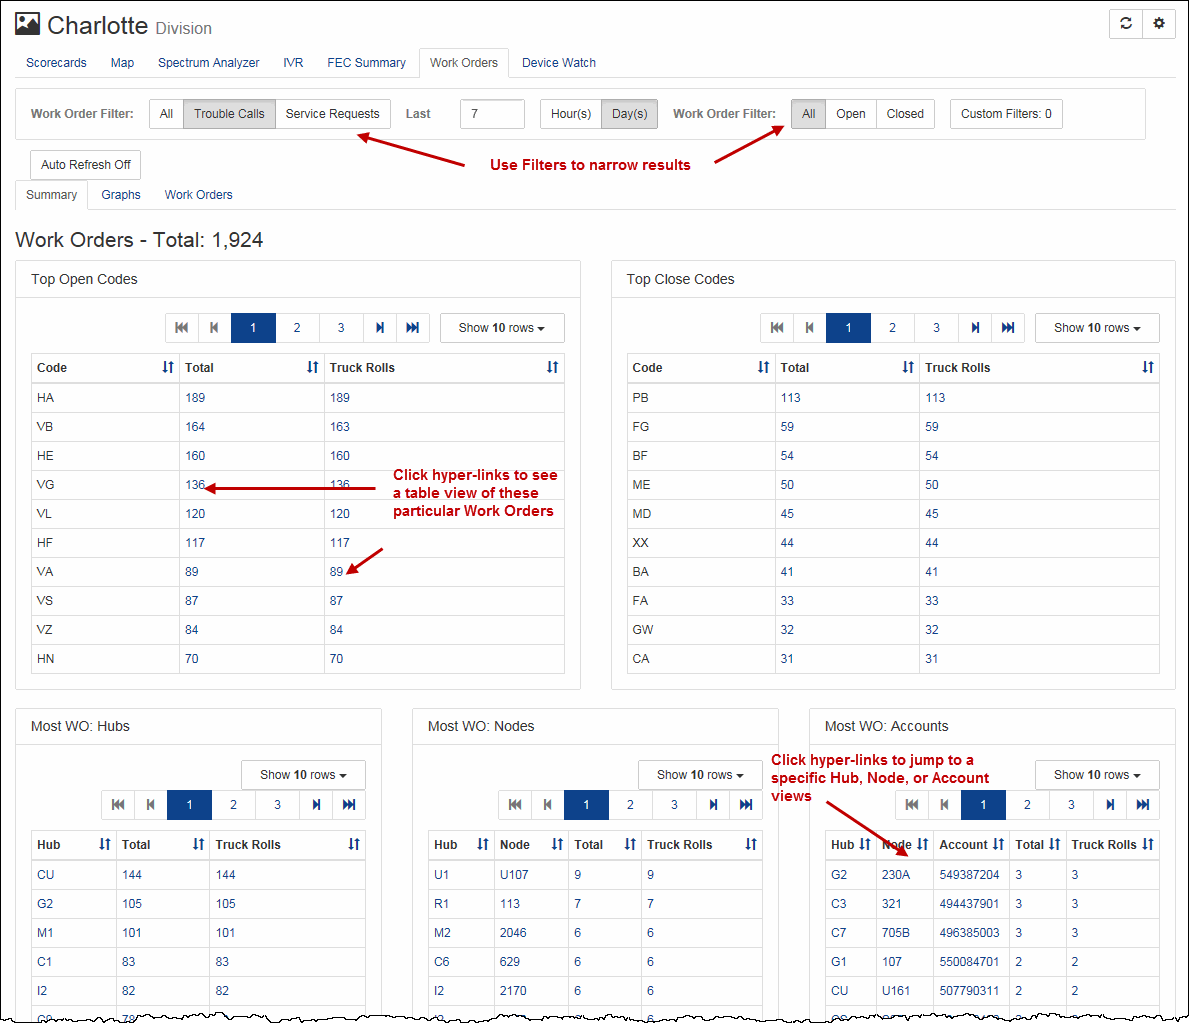 Charlotte Division
Scorecards Map Spectrum Analyzer IVR FEC Summary Work Orders Device Watch
Work Order Filter: All Trouble Calls Service Requests Last 7 Hour(s) Day(s) Work Order Filter: All Open Closed Custom Filters: 0
Use Filters to narrow results
Auto Refresh Off
Summary Graphs Work Orders
Work Orders - Total: 1,924
Top Open Codes
1 2 3 Show 10 rows
Code Total Truck Rolls
HA 189 189
VB 164 163
HE 160 160
VG 136 136
VL 120 120
HF 117 117
VA 89 89
VS 87 87
VZ 84 84
HN 70 70
Click hyper-links to see
a table view of these
particular Work Orders
Top Close Codes
1 2 3 Show 10 rows
Code Total Truck Rolls
PB 113 113
FG 59 59
BF 54 54
ME 50 50
MD 45 45
XX 44 44
BA 41 41
FA 33 33
GW 32 32
CA 31 31
Most WO: Hubs
Show 10 rows
1 2 3
Hub Total Truck Rolls
CU 144 144
G2 105 105
M1 101 101
C1 83 83
I2 82 82
Most WO: Nodes
Show 10 rows
1 2 3
Hub Node Total Truck Rolls
U1 U107 9 9
R1 113 7 7
M2 2046 6 6
C6 629 6 6
I2 2170 6 6
Most WO: Accounts
Click hyper-links to jump to a
specific Hub, Node, or Account
views
Show 10 rows
1 2 3
Hub Node Account Total Truck Rolls
G2 230A 549387204 3 3
C3 321 494437901 3 3
C7 705B 496385003 3 3
G1 107 550084701 2 2
CU U161 507790311 2 2